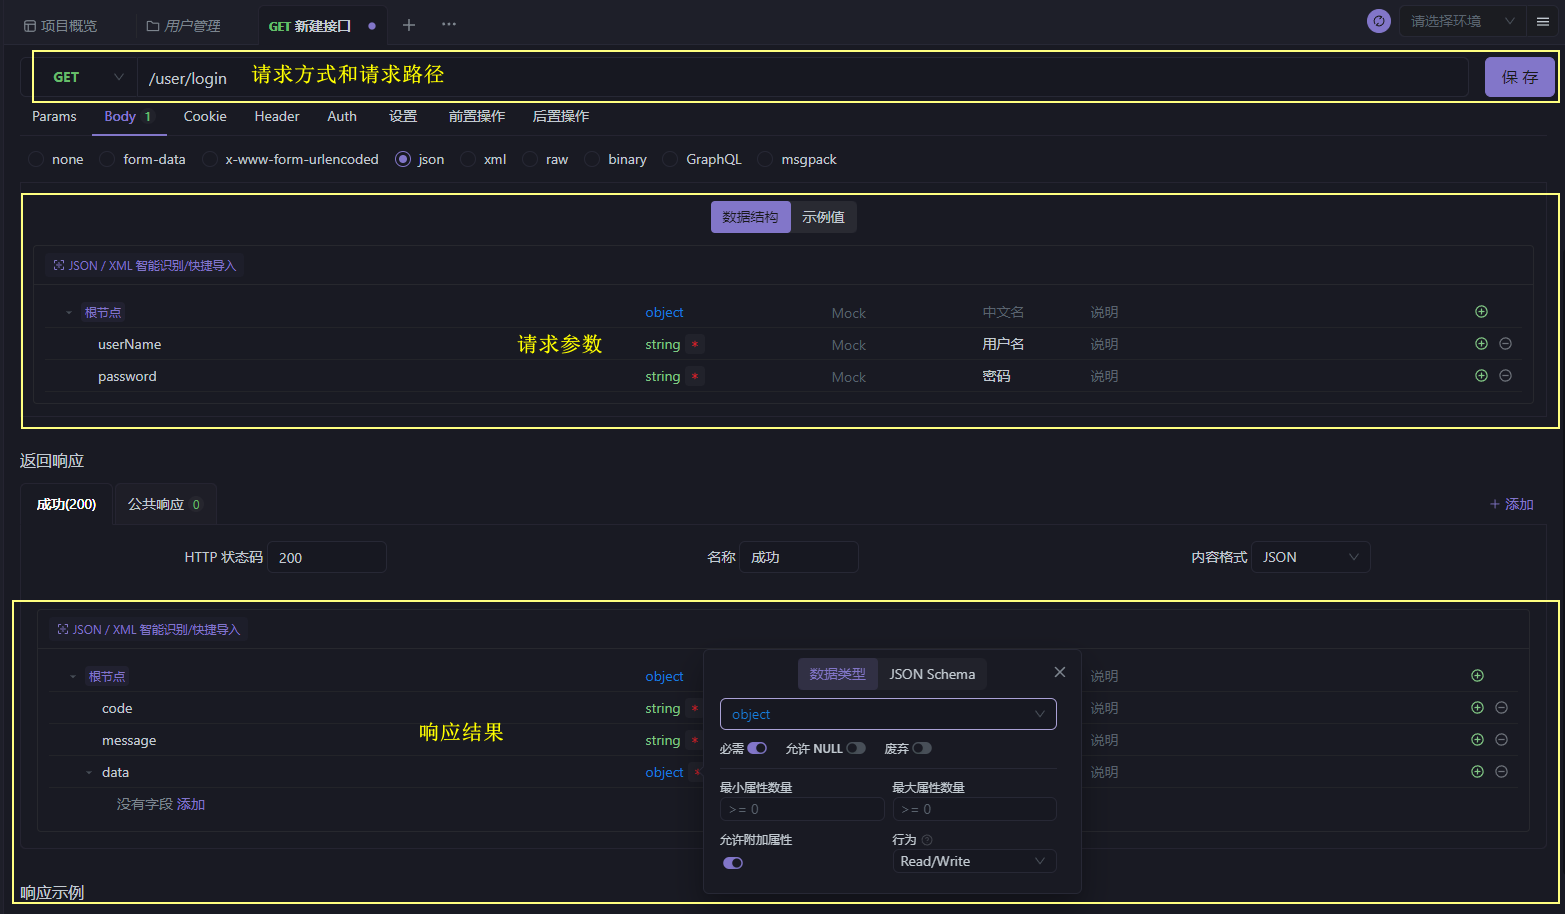 项目概览 用户管理 GET 新建接口 请选择环境
GET /user/login 请求方式和请求路径 保 存
Params Body 1 Cookie Header Auth 设置 前置操作 后置操作
none form-data x-www-form-urlencoded json xml raw binary GraphQL msgpack
数据结构 示例值
JSON / XML 智能识别/快捷导入
根节点 object Mock 中文名 说明
userName 请求参数 string * Mock 用户名 说明
password string * Mock 密码 说明
返回响应
成功(200) 公共响应 0 + 添加
HTTP 状态码 200 名称 成功 内容格式 JSON
JSON / XML 智能识别/快捷导入
根节点 object 说明
code string * 说明
message 响应结果 string * 说明
data object * 说明
没有字段 添加
数据类型 JSON Schema
object
必需 允许 NULL 废弃
最小属性数量 最大属性数量
>= 0 >= 0
允许附加属性 行为
Read/Write
响应示例